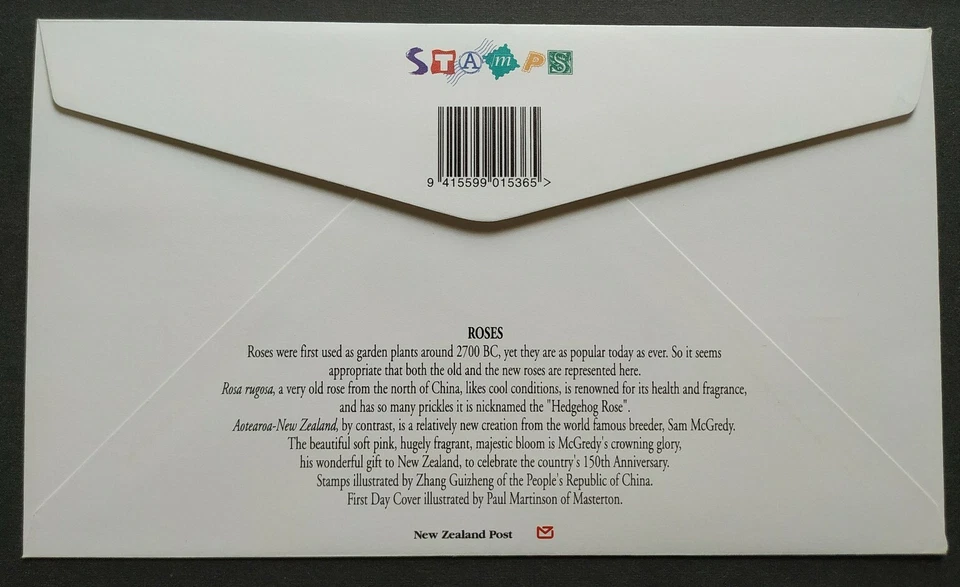 STAmPS
9 415599 015365 >
ROSES
Roses were first used as garden plants around 2700 BC, yet they are as popular today as ever. So it seems
appropriate that both the old and the new roses are represented here.
Rosa rugosa, a very old rose from the north of China, likes cool conditions, is renowned for its health and fragrance,
and has so many prickles it is nicknamed the "Hedgehog Rose".
Aotearoa-New Zealand, by contrast, is a relatively new creation from the world famous breeder, Sam McGredy.
The beautiful soft pink, hugely fragrant, majestic bloom is McGredy's crowning glory,
his wonderful gift to New Zealand, to celebrate the country's 150th Anniversary.
Stamps illustrated by Zhang Guizheng of the People's Republic of China.
First Day Cover illustrated by Paul Martinson of Masterton.
New Zealand Post